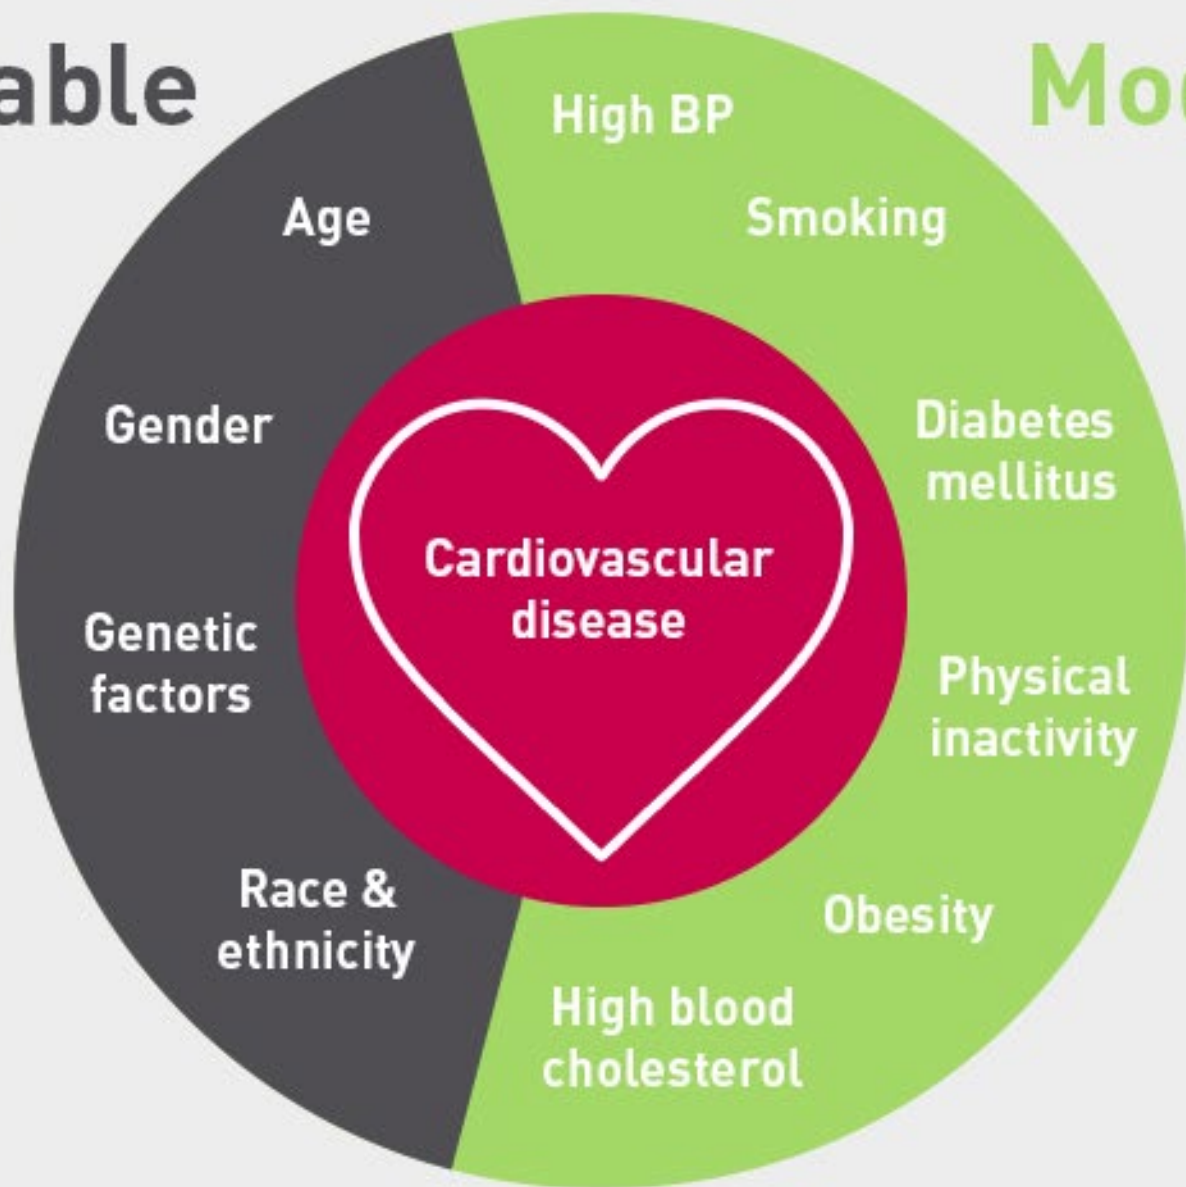 able
Mod
High BP
Smoking
Age
Gender
Diabetes
mellitus
Cardiovascular
disease
Genetic
factors
Physical
inactivity
Race &
ethnicity
Obesity
High blood
cholesterol